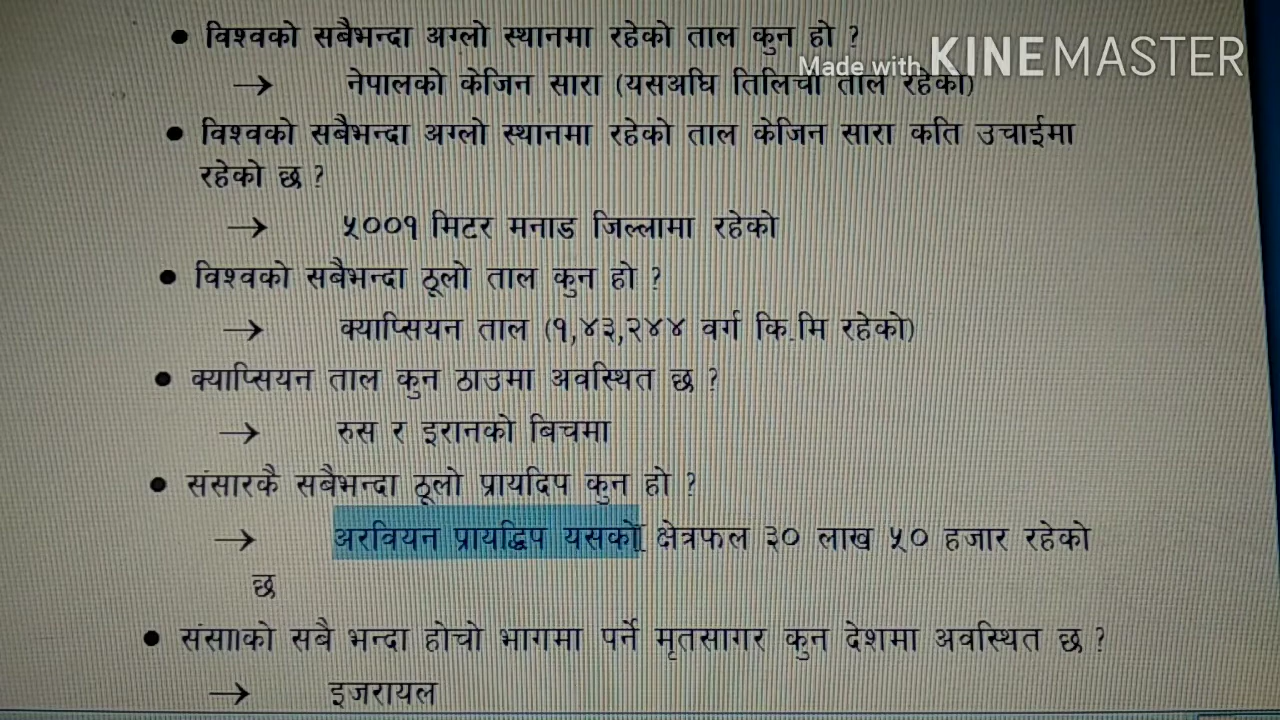 • विश्वको सबैभन्दा अग्लो स्थानमा रहेको ताल कुन हो ?
Made with KINEMASTER
→ नेपालको केजिन सारा (यसअघि तिलिचो ताल रहेको)
• विश्वको सबैभन्दा अग्लो स्थानमा रहेको ताल केजिन सारा कति उचाईमा
रहेको छ ?
→ ५००१ मिटर मनाड जिल्लामा रहेको
• विश्वको सबैभन्दा ठूलो ताल कुन हो ?
→ क्याप्सियन ताल (१,४३,२४४ वर्ग कि.मि रहेको)
• क्याप्सियन ताल कुन ठाउमा अवस्थित छ ?
→ रुस र इरानको बिचमा
• संसारकै सबैभन्दा ठूलो प्रायदिप कुन हो ?
→ अरवियन प्रायद्धिप यसको क्षेत्रफल ३० लाख ५० हजार रहेको
छ
• संसााको सबै भन्दा होचो भागमा पर्ने मृतसागर कुन देशमा अवस्थित छ ?
→ इजरायल